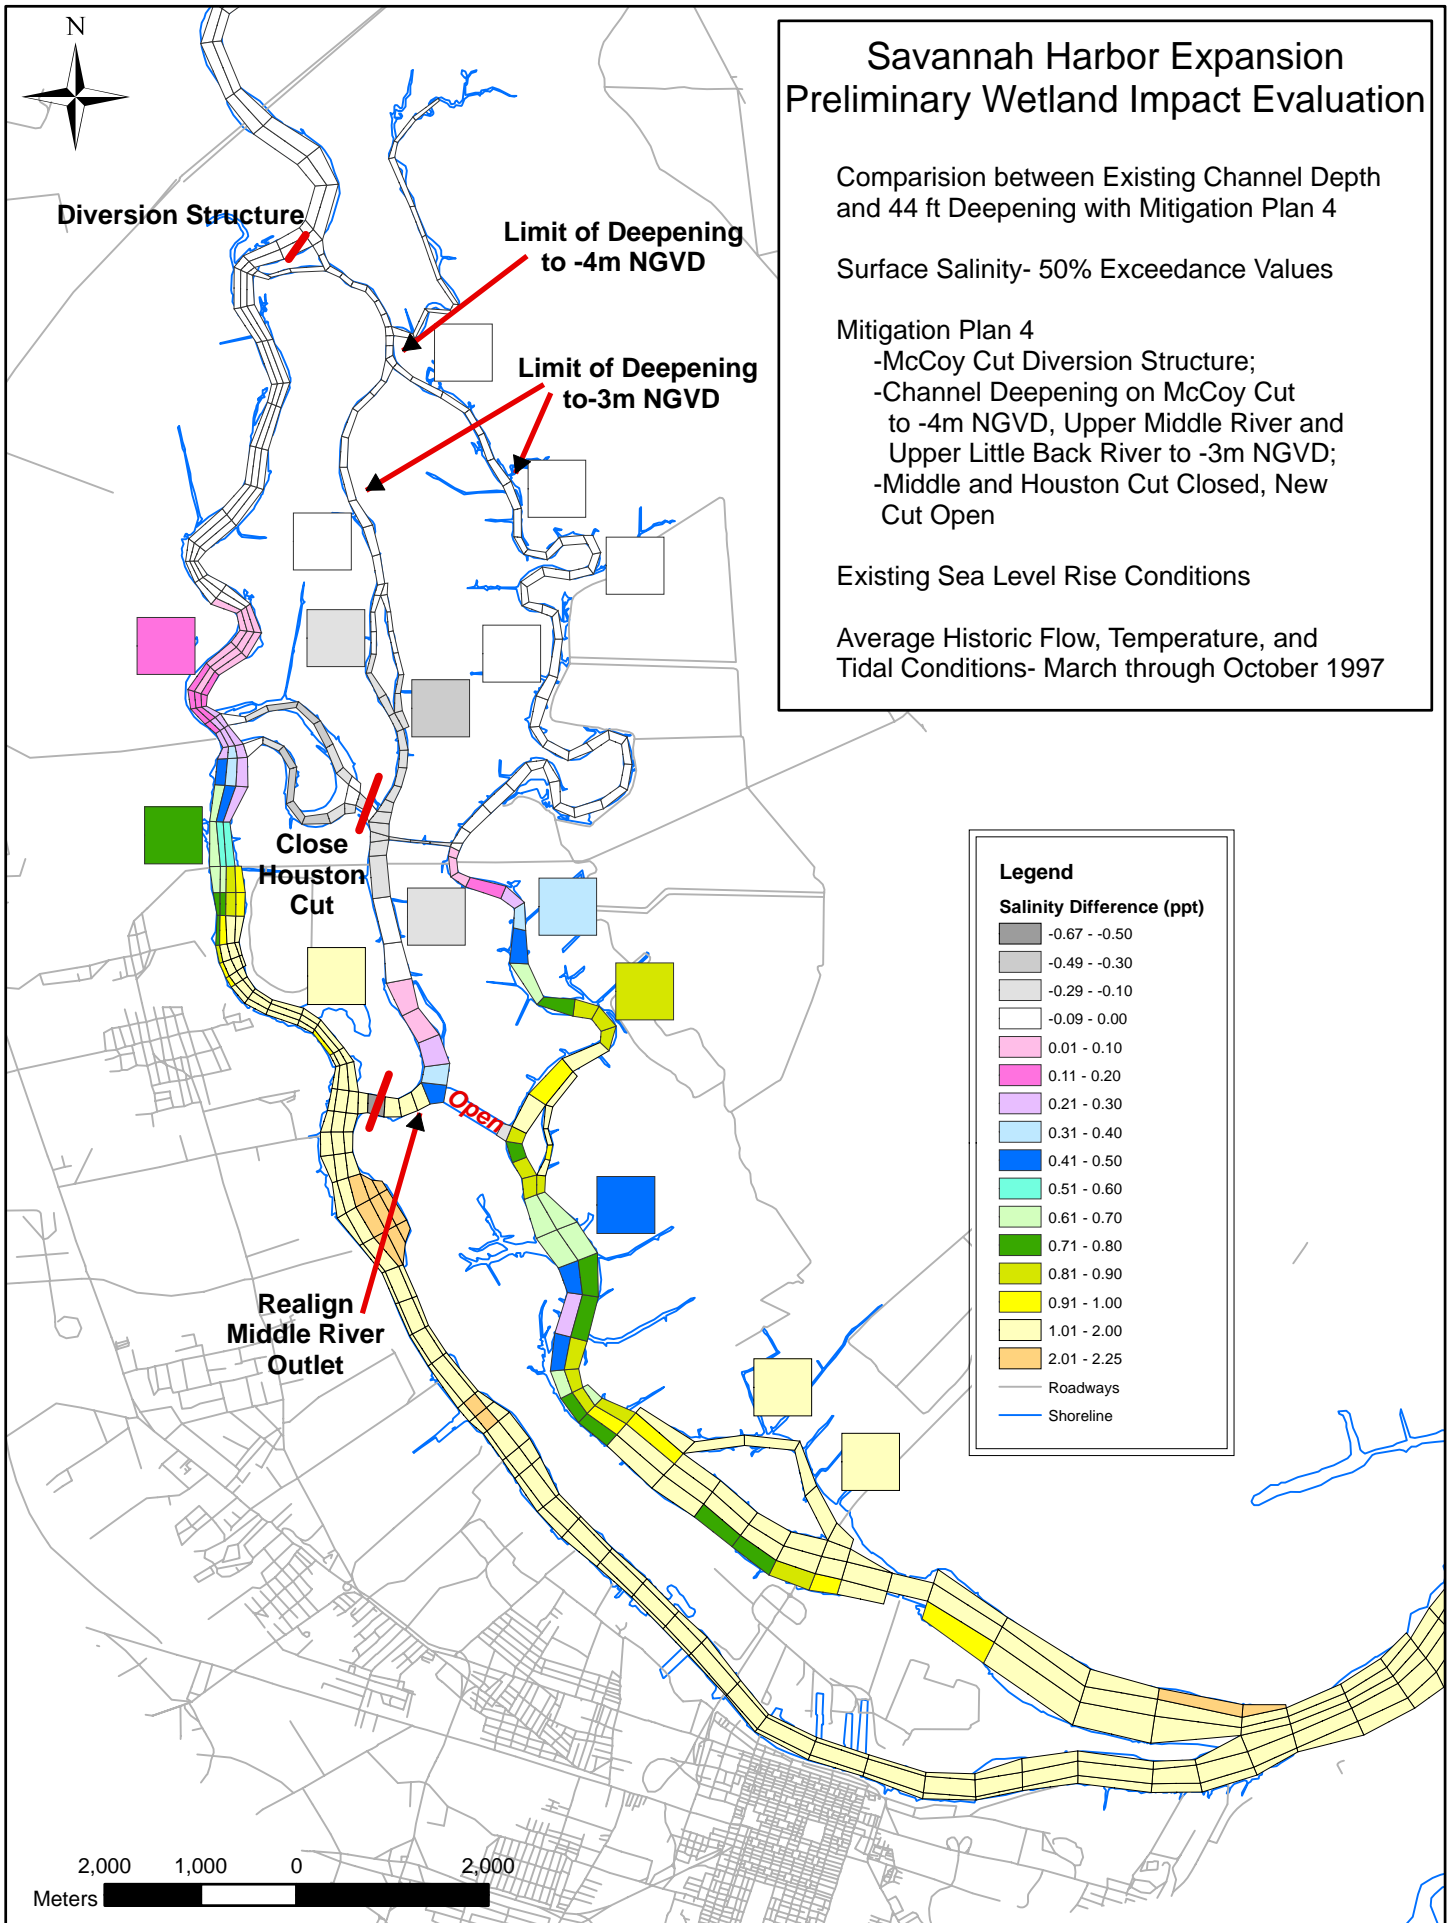 N
Savannah Harbor Expansion
Preliminary Wetland Impact Evaluation
Comparision between Existing Channel Depth
and 44 ft Deepening with Mitigation Plan 4
Surface Salinity- 50% Exceedance Values
Mitigation Plan 4
-McCoy Cut Diversion Structure;
-Channel Deepening on McCoy Cut
to -4m NGVD, Upper Middle River and
Upper Little Back River to -3m NGVD;
-Middle and Houston Cut Closed, New
Cut Open
Existing Sea Level Rise Conditions
Average Historic Flow, Temperature, and
Tidal Conditions- March through October 1997
Diversion Structure
Limit of Deepening
to -4m NGVD
Limit of Deepening
to-3m NGVD
Close
Houston
Cut
Open
Realign
Middle River
Outlet
Legend
Salinity Difference (ppt)
-0.67 - -0.50
-0.49 - -0.30
-0.29 - -0.10
-0.09 - 0.00
0.01 - 0.10
0.11 - 0.20
0.21 - 0.30
0.31 - 0.40
0.41 - 0.50
0.51 - 0.60
0.61 - 0.70
0.71 - 0.80
0.81 - 0.90
0.91 - 1.00
1.01 - 2.00
2.01 - 2.25
Roadways
Shoreline
2,000 1,000 0 2,000
Meters